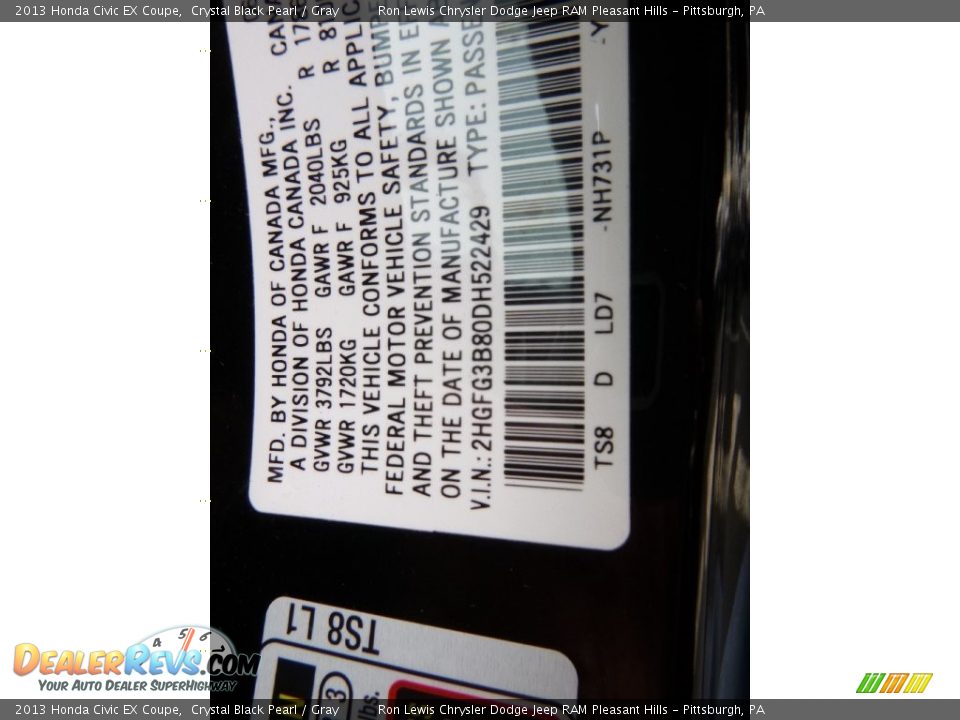 2013 Honda Civic EX Coupe, Crystal Black Pearl / Gray Ron Lewis Chrysler Dodge Jeep RAM Pleasant Hills - Pittsburgh, PA
MFD. BY HONDA OF CANADA MFG.,
A DIVISION OF HONDA CANADA INC.
GVWR 3792LBS GAWR F 2040LBS R
GVWR 1720KG GAWR F 925KG R
THIS VEHICLE CONFORMS TO ALL
FEDERAL MOTOR VEHICLE SAFETY,
AND THEFT PREVENTION STANDARDS IN
ON THE DATE OF MANUFACTURE SHOWN
V.I.N.: 2HGFG3B80DH522429 TYPE:
TS8 D LD7 -NH731P -Y
TS8 L1
lbs.
4 5 6
DEALERREVS.COM
YOUR AUTO DEALER SUPERHIGHWAY
2013 Honda Civic EX Coupe, Crystal Black Pearl / Gray Ron Lewis Chrysler Dodge Jeep RAM Pleasant Hills - Pittsburgh, PA